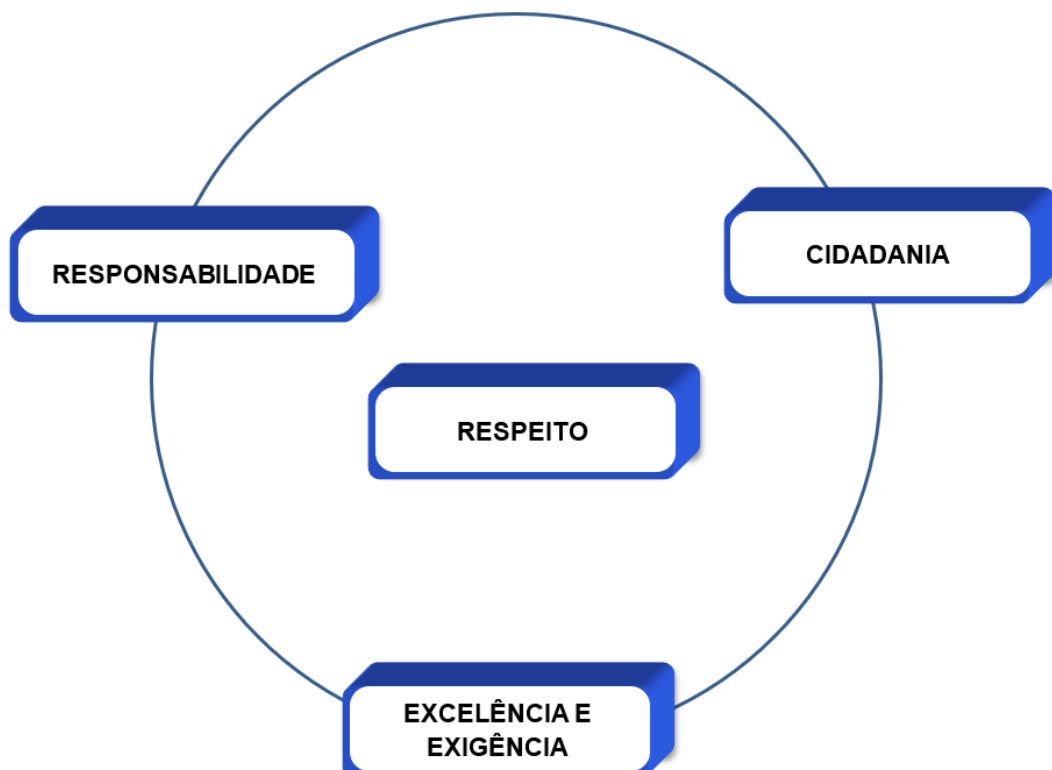 RESPONSABILIDADE
CIDADANIA
RESPEITO
EXCELÊNCIA E
EXIGÊNCIA